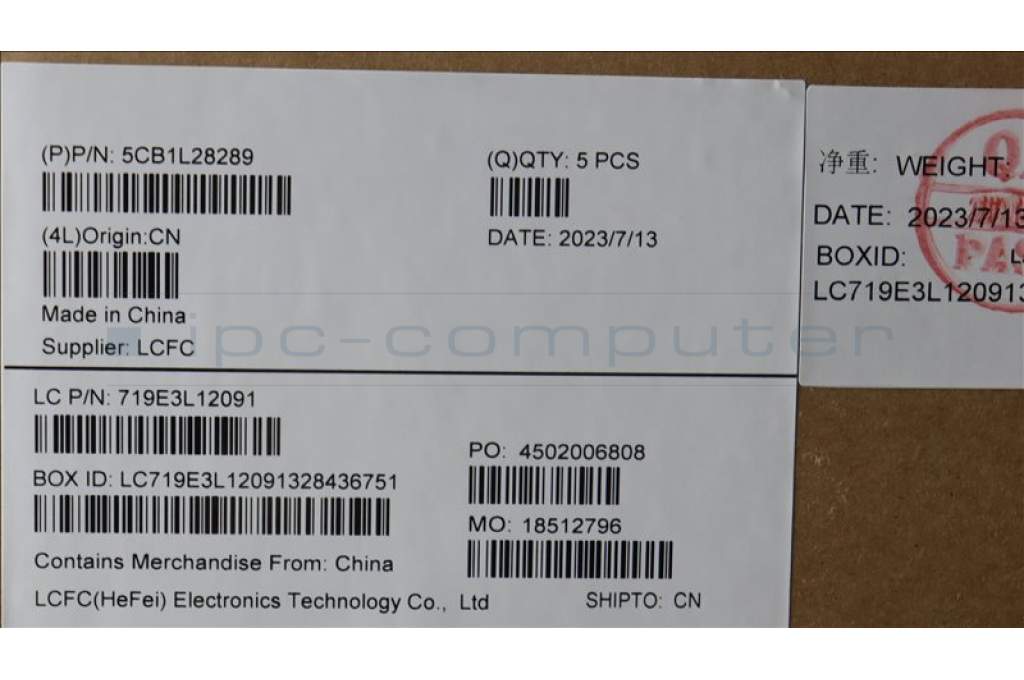 (P)P/N: 5CB1L28289
(Q)QTY: 5 PCS
(4L)Origin:CN
DATE: 2023/7/13
Made in China
Supplier: LCFC
LC P/N: 719E3L12091
PO: 4502006808
BOX ID: LC719E3L12091328436751
MO: 18512796
Contains Merchandise From: China
LCFC(HeFei) Electronics Technology Co., Ltd
SHIPTO: CN
净重: WEIGHT:
DATE: 2023/7/13
BOXID:
LC719E3L120913
ipc-computer